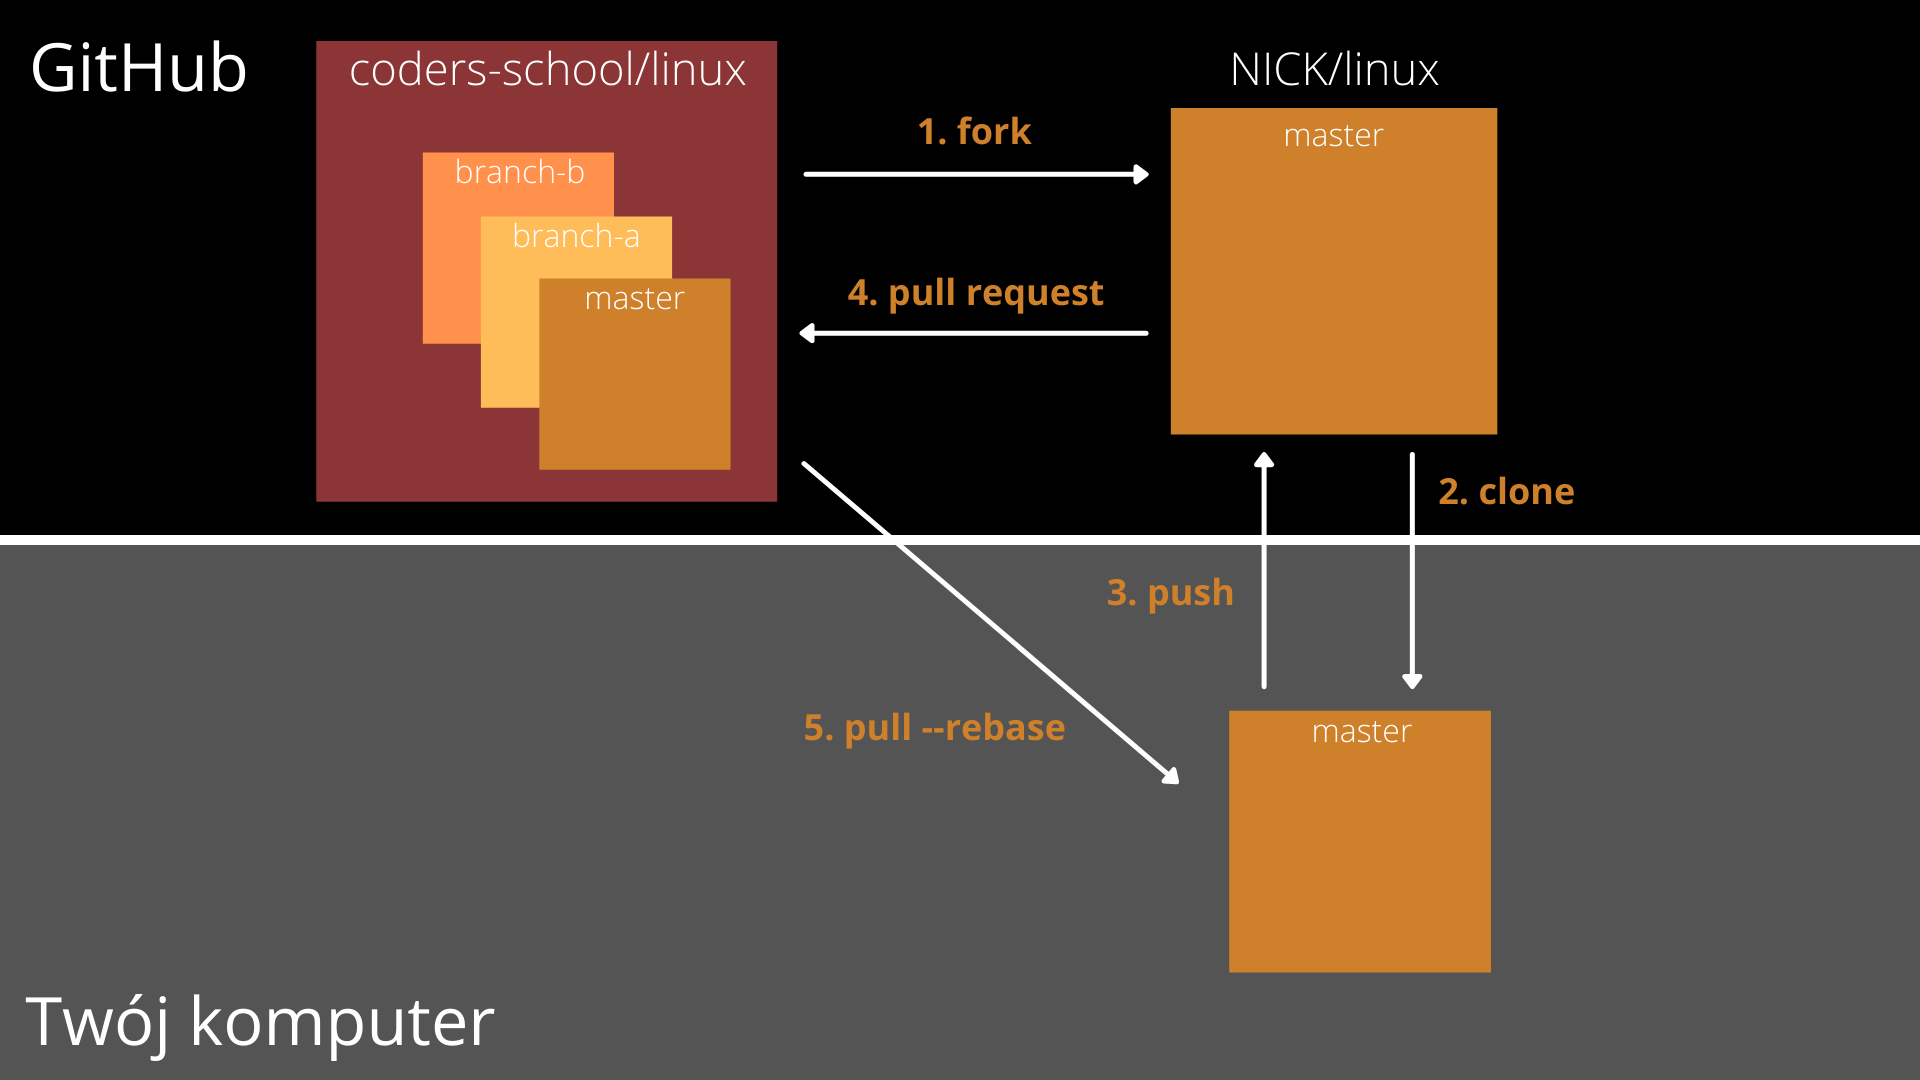 GitHub
coders-school/linux
NICK/linux
1. fork
master
branch-b
branch-a
master
4. pull request
2. clone
3. push
5. pull --rebase
master
Twój komputer